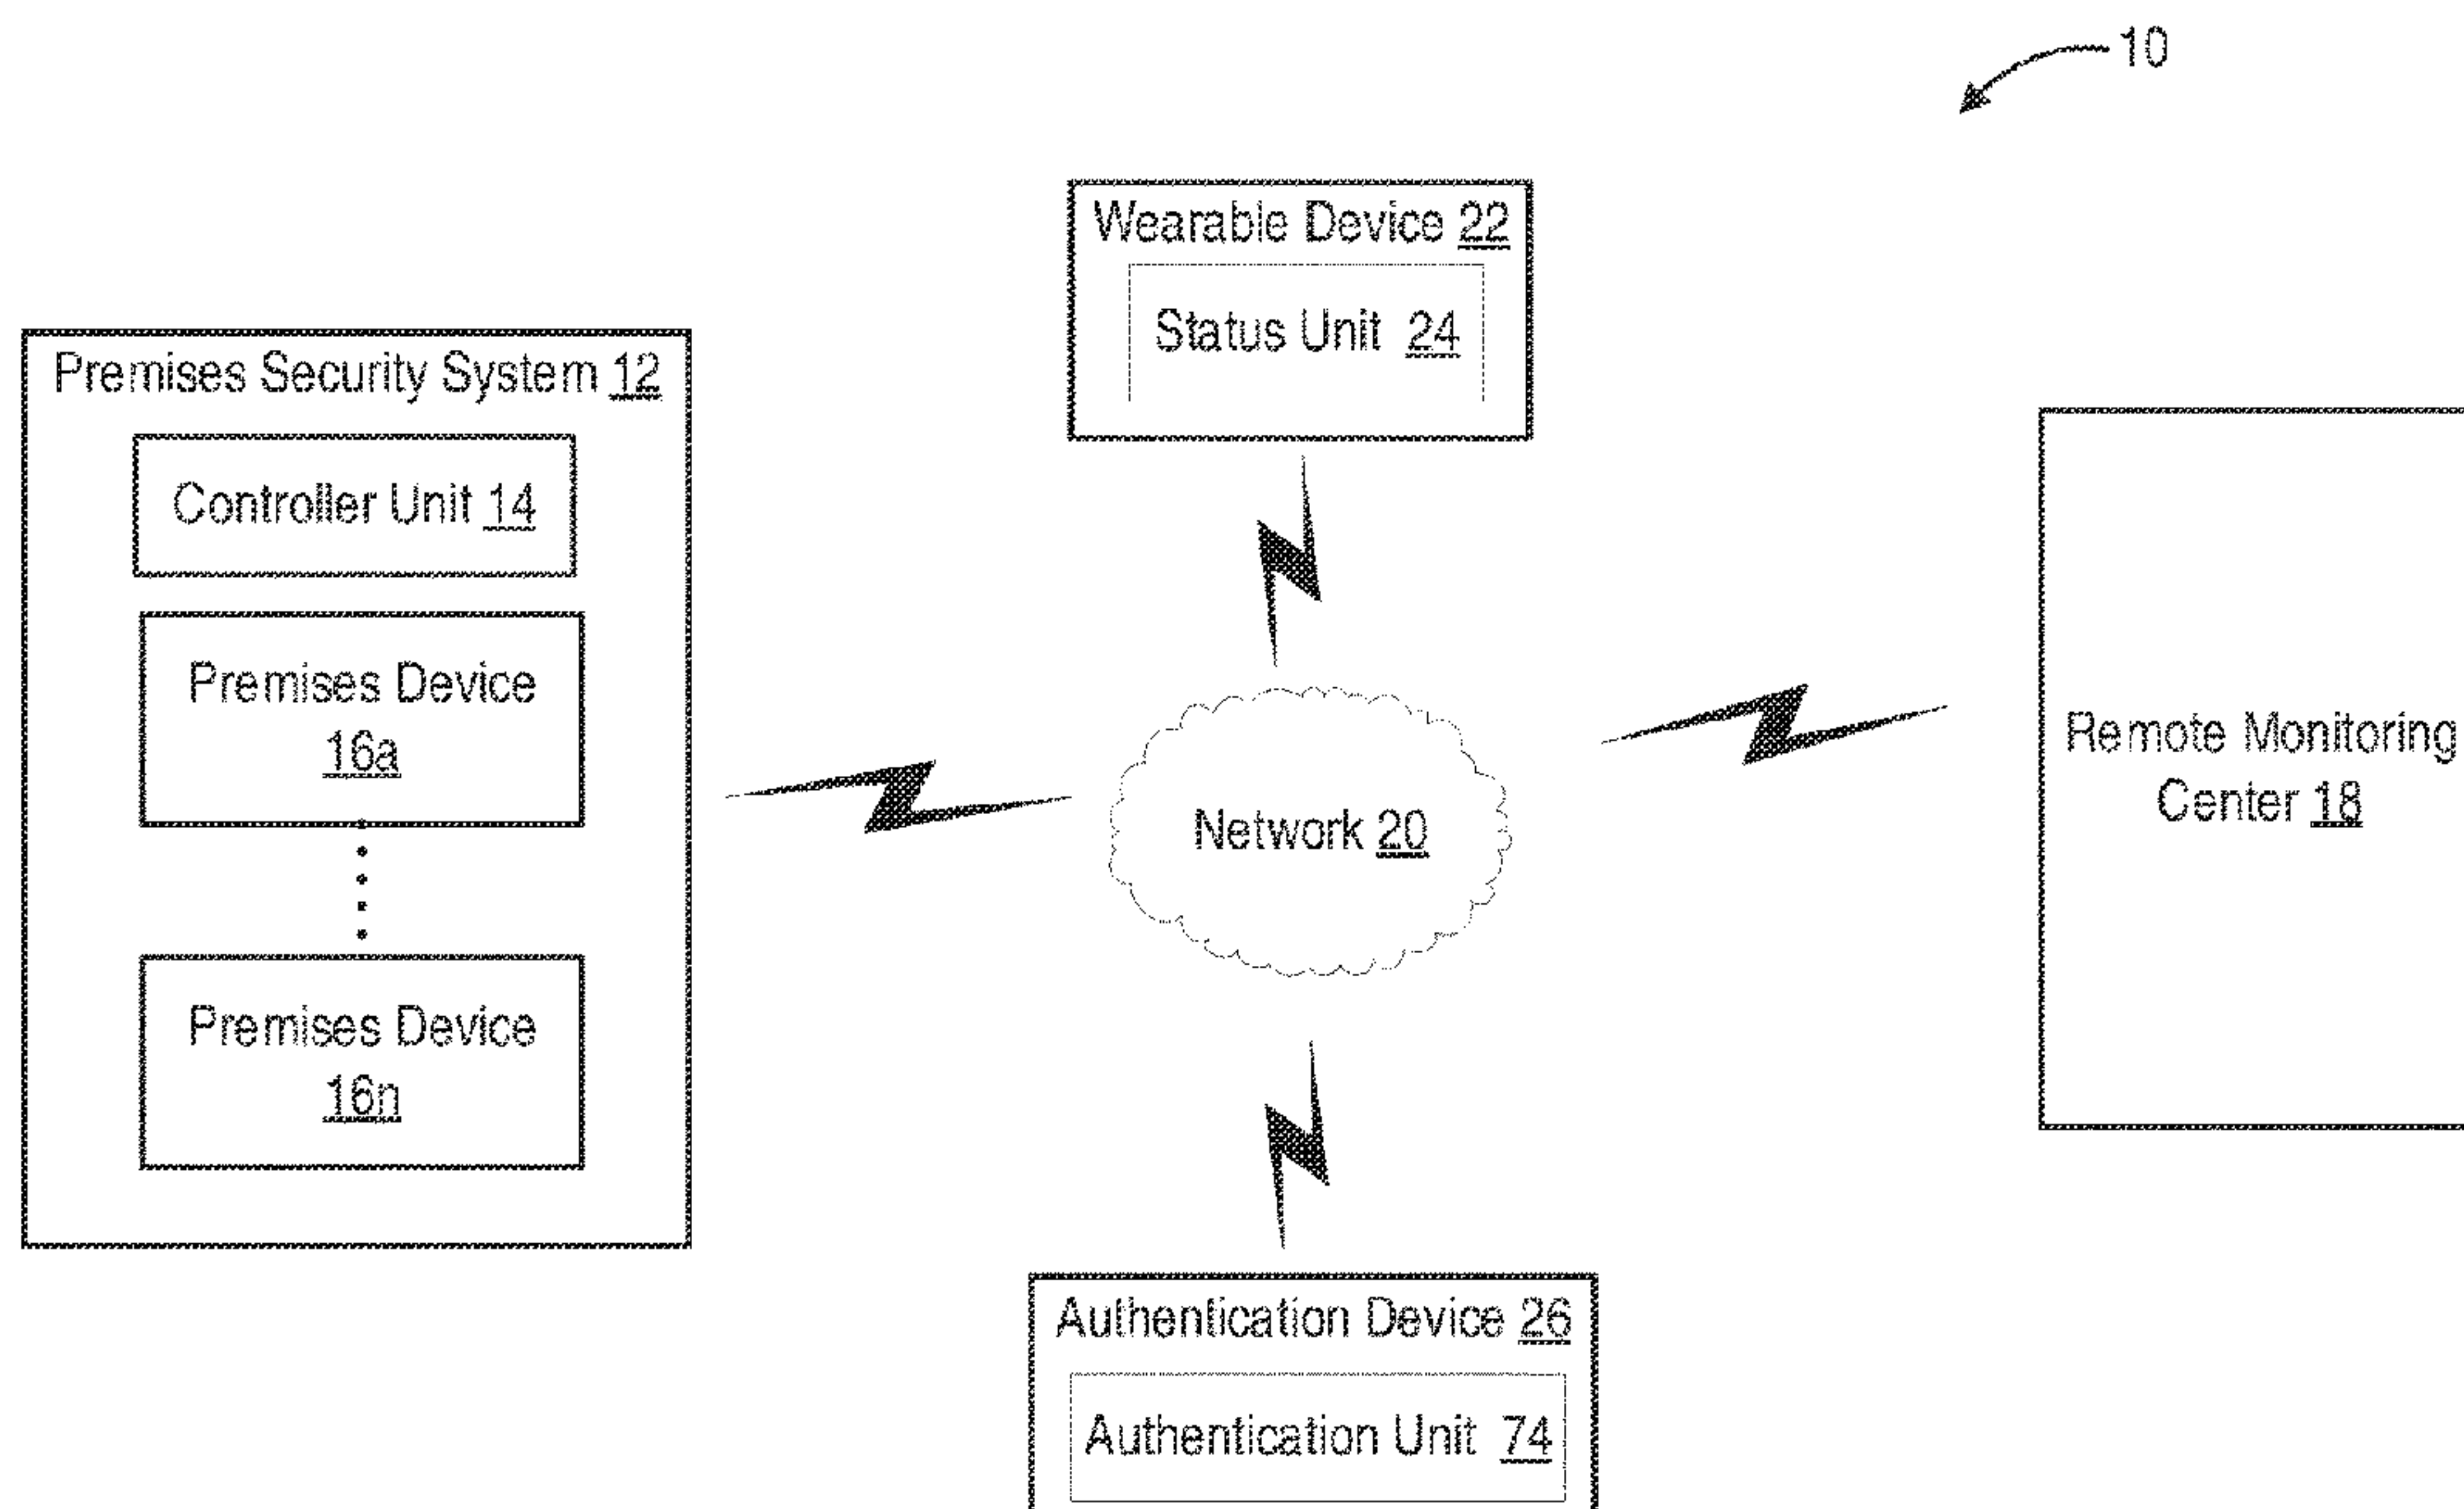 10
Wearable Device 22
Status Unit 24
Premises Security System 12
Controller Unit 14
Premises Device
16a
Premises Device
16n
Network 20
Remote Monitoring
Center 18
Authentication Device 26
Authentication Unit 74